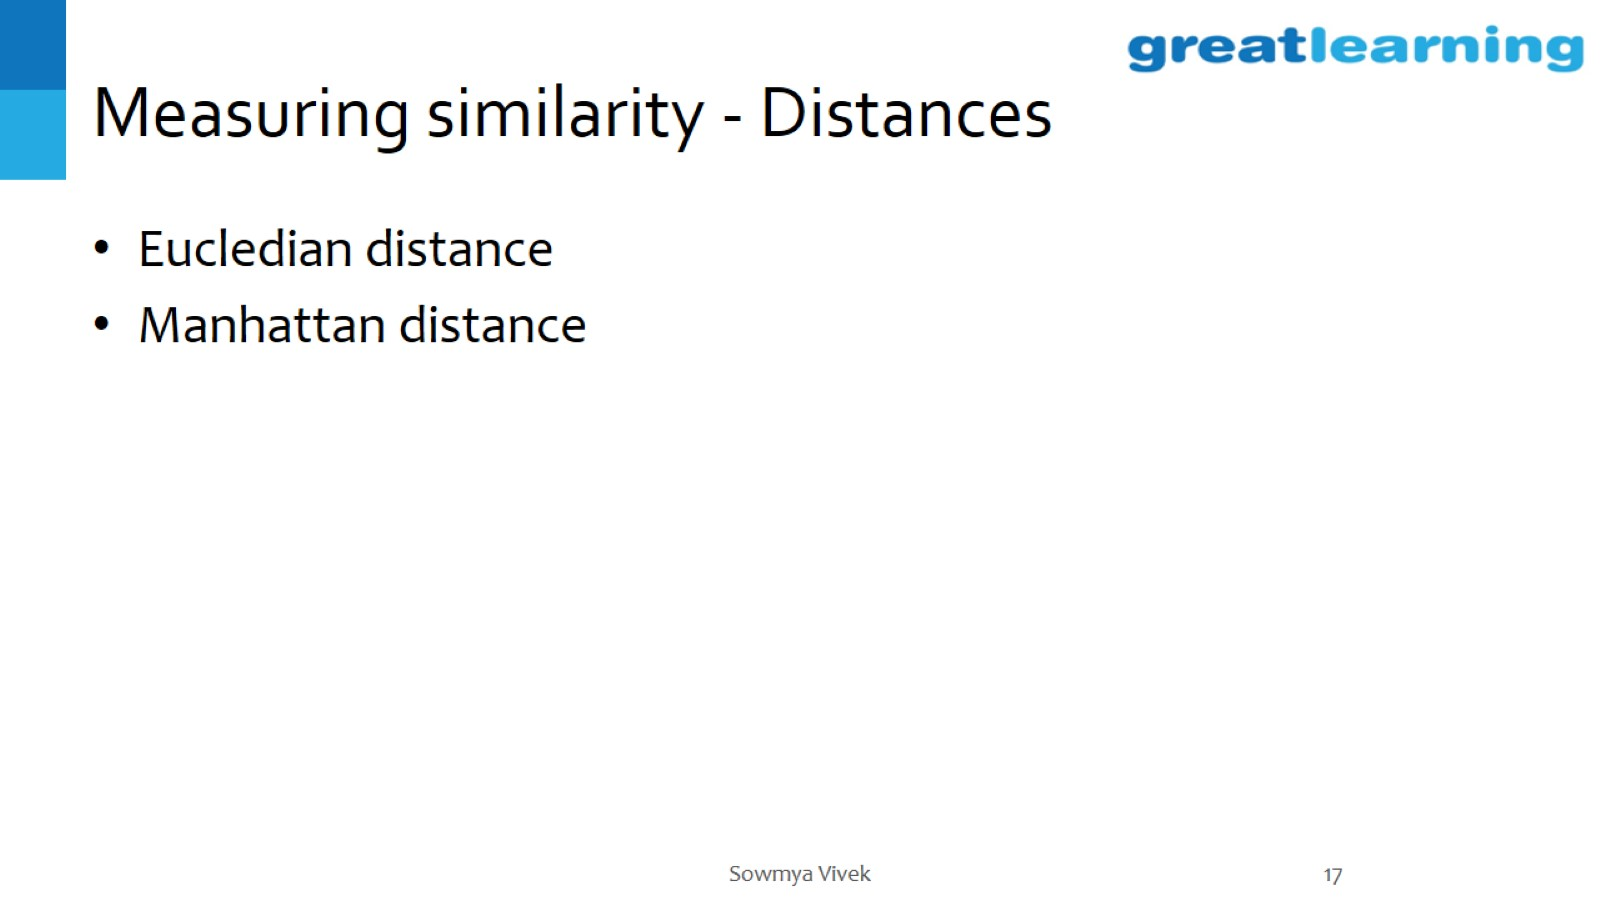 greatlearning
Measuring similarity - Distances
• Eucledian distance
• Manhattan distance
Sowmya Vivek
17